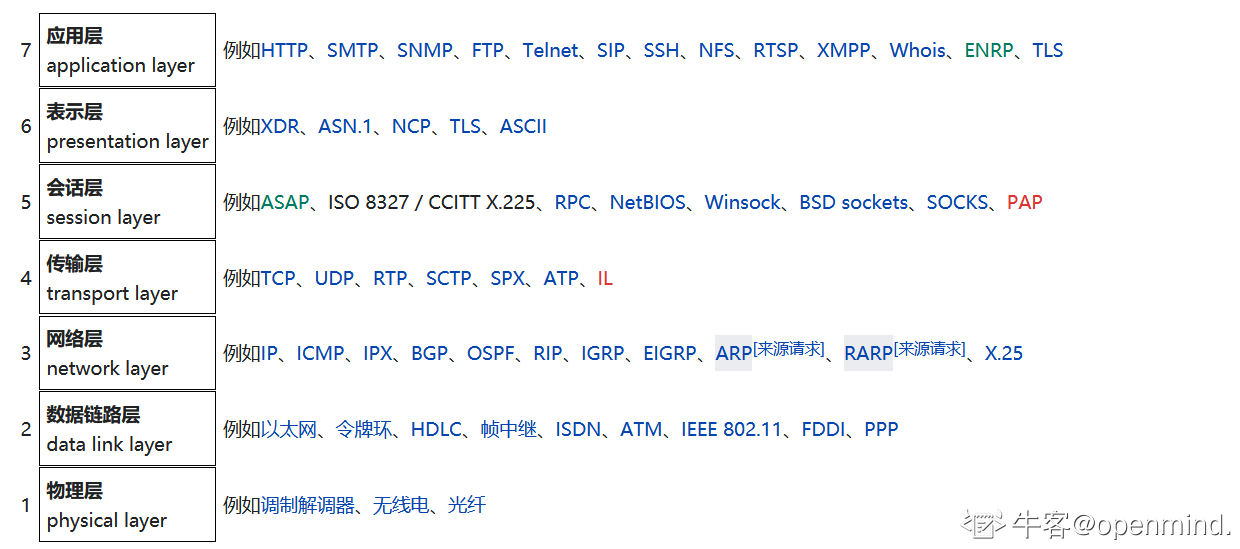 7 应用层 例如HTTP、SMTP、SNMP、FTP、Telnet、SIP、SSH、NFS、RTSP、XMPP、Whois、ENRP、TLS
application layer
6 表示层 例如XDR、ASN.1、NCP、TLS、ASCII
presentation layer
5 会话层 例如ASAP、ISO 8327 / CCITT X.225、RPC、NetBIOS、Winsock、BSD sockets、SOCKS、PAP
session layer
4 传输层 例如TCP、UDP、RTP、SCTP、SPX、ATP、IL
transport layer
3 网络层 例如IP、ICMP、IPX、BGP、OSPF、RIP、IGRP、EIGRP、ARP[来源请求]、RARP[来源请求]、X.25
network layer
2 数据链路层 例如以太网、令牌环、HDLC、帧中继、ISDN、ATM、IEEE 802.11、FDDI、PPP
data link layer
1 物理层 例如调制解调器、无线电、光纤
physical layer
牛客@openmind.